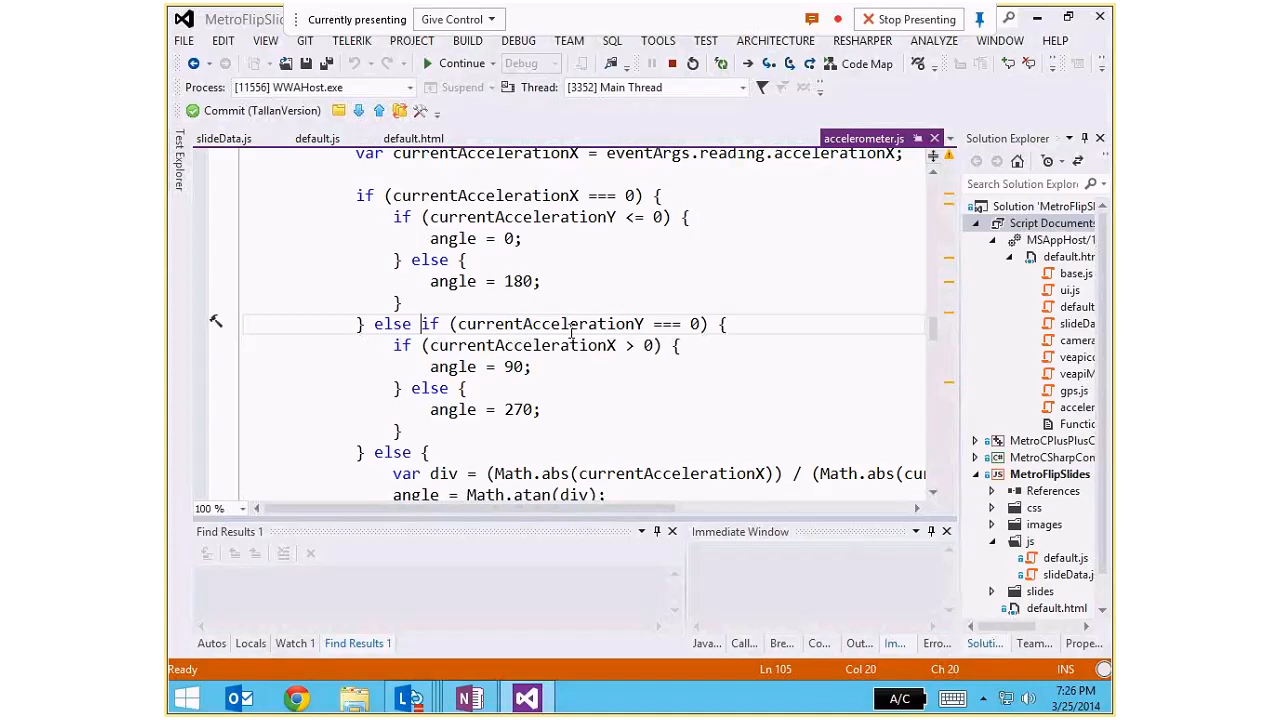 MetroFlipSlides
Currently presenting
Give Control
Stop Presenting
FILE EDIT VIEW GIT TELERIK PROJECT BUILD DEBUG TEAM SQL TOOLS TEST ARCHITECTURE RESHARPER ANALYZE WINDOW HELP
Continue Debug Code Map
Process: [11556] WWAHost.exe Suspend Thread: [3352] Main Thread
Commit (TallanVersion)
Test Explorer
slideData.js default.js default.html accelerometer.js
var currentAccelerationX = eventArgs.reading.accelerationX;
if (currentAccelerationX === 0) {
if (currentAccelerationY <= 0) {
angle = 0;
} else {
angle = 180;
}
} else if (currentAccelerationY === 0) {
if (currentAccelerationX > 0) {
angle = 90;
} else {
angle = 270;
}
} else {
var div = (Math.abs(currentAccelerationX)) / (Math.abs(cu
angle = Math.atan(div);
100 %
Solution Explorer
Search Solution Explor
Solution 'MetroFlipSl
Script Document
MSAppHost/1
default.ht
base.js
ui.js
default
slideDa
camera
veapic
veapiM
gps.js
acceler
Functic
MetroCPlusPlusC
MetroCSharpCon
MetroFlipSlides
References
css
images
js
default.js
slideData.j
slides
default.html
Find Results 1
Immediate Window
Autos Locals Watch 1 Find Results 1
Java... Call... Bre... Co... Out... Im... Erro...
Soluti... Team... Prope...
Ready Ln 105 Col 20 Ch 20 INS
A/C
7:26 PM
3/25/2014